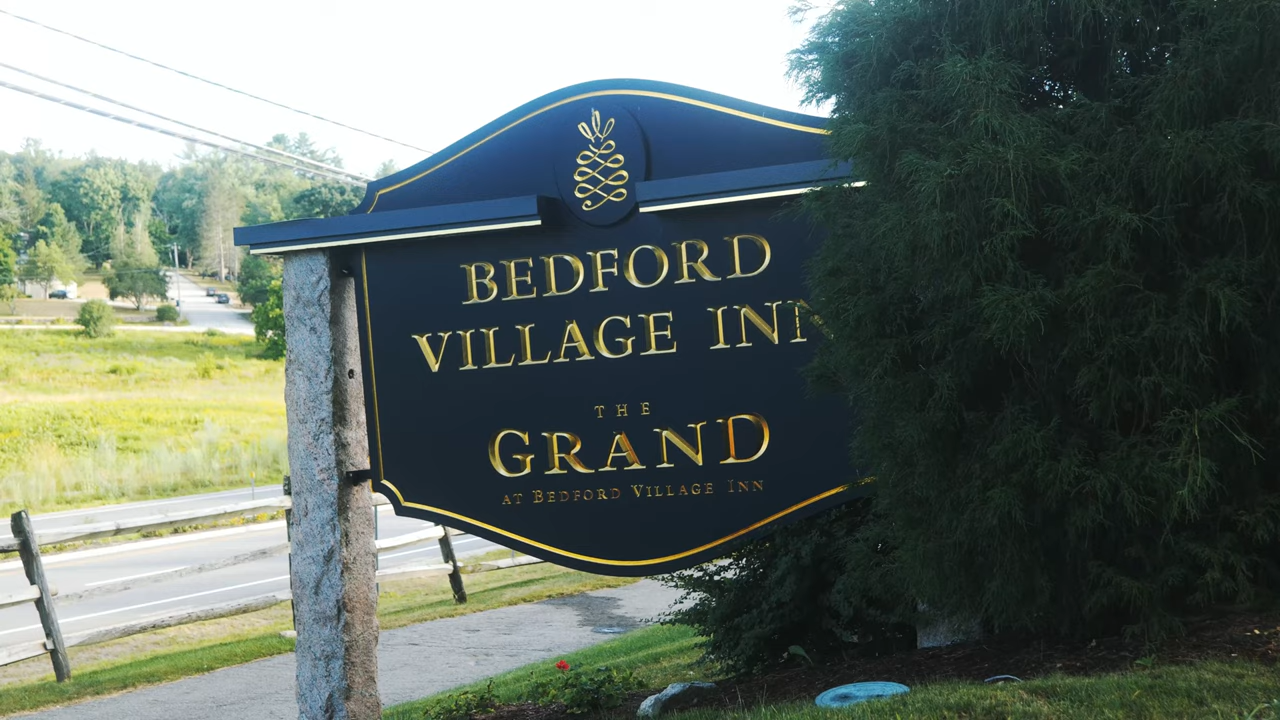 BEDFORD
VILLAGE INN
THE
GRAND
AT BEDFORD VILLAGE INN